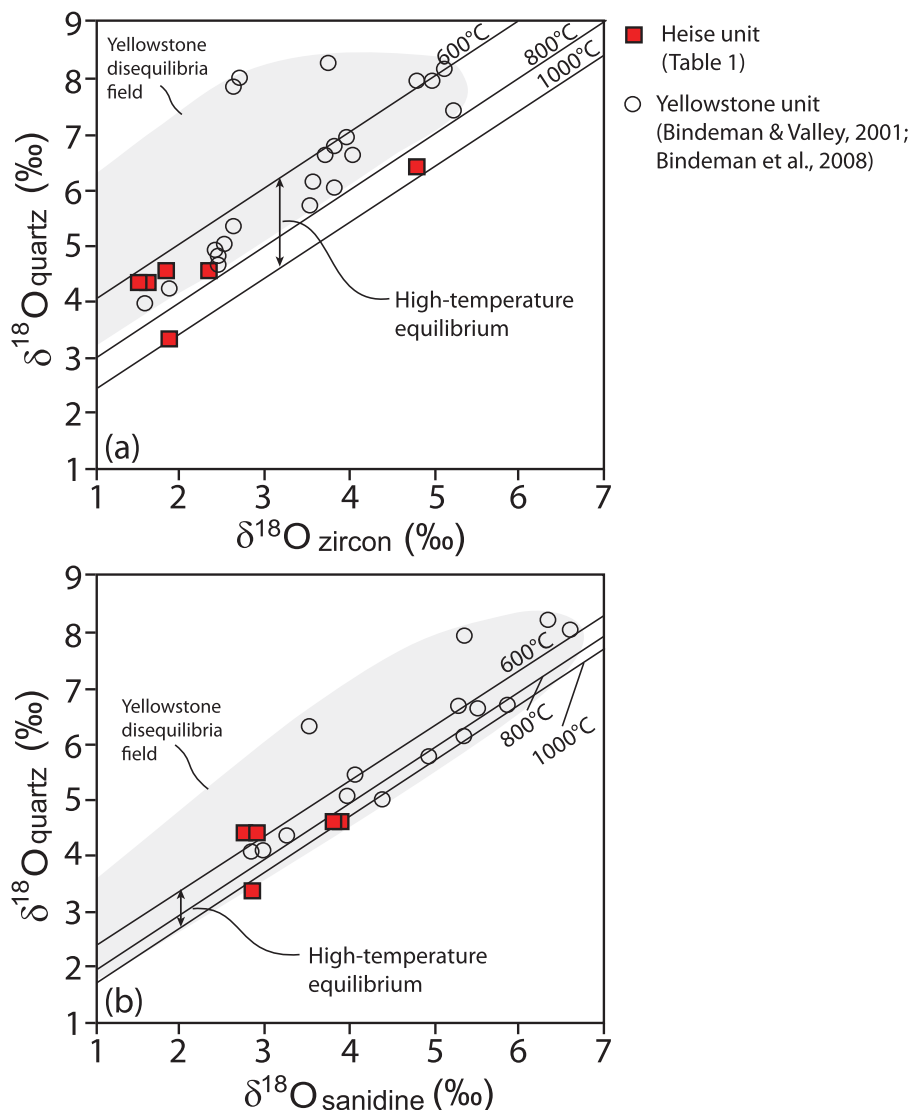 9
8
7
6
5
4
3
2
1
δ¹⁸Oquartz (‰)
Yellowstone
disequilibria
field
600°C
800°C
1000°C
High-temperature
equilibrium
(a)
1 2 3 4 5 6 7
δ¹⁸O zircon (‰)
Heise unit
(Table 1)
Yellowstone unit
(Bindeman & Valley, 2001;
Bindeman et al., 2008)
9
8
7
6
5
4
3
2
1
δ¹⁸Oquartz (‰)
Yellowstone
disequilibria
field
600°C
800°C
1000°C
High-temperature
equilibrium
(b)
1 2 3 4 5 6 7
δ¹⁸Osanidine (‰)